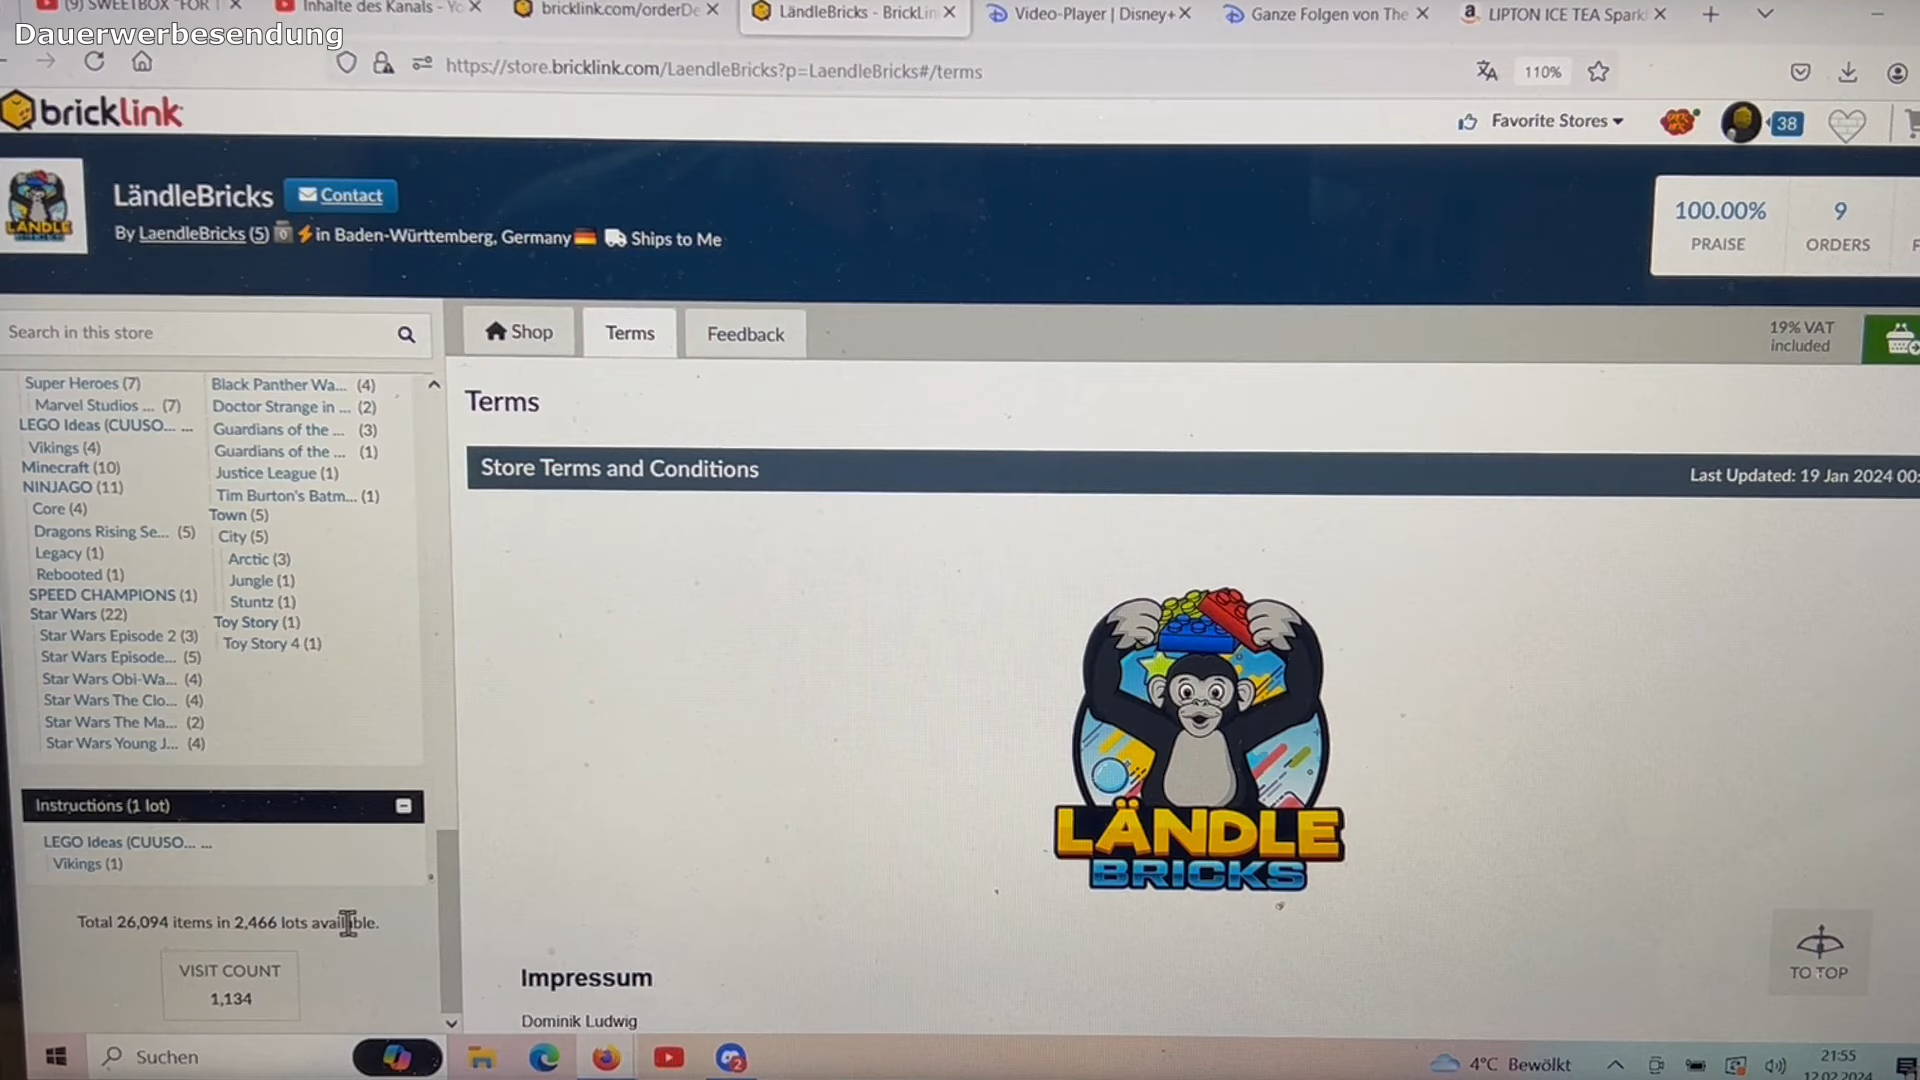 (9) SWEETBOX "FOR T
Inhalte des Kanals - Yo
bricklink.com/orderDe
LändleBricks - BrickLin
Video-Player | Disney+
Ganze Folgen von The
LIPTON ICE TEA Spark
Dauerwerbesendung
https://store.bricklink.com/LaendleBricks?p=LaendleBricks#/terms
110%
bricklink
Favorite Stores
38
LändleBricks
Contact
By LaendleBricks (5) 0 in Baden-Württemberg, Germany Ships to Me
100.00%
PRAISE
9
ORDERS
F
LÄNDLE
Search in this store
Shop
Terms
Feedback
19% VAT
included
Super Heroes (7)
Marvel Studios ... (7)
LEGO Ideas (CUUSO... ...
Vikings (4)
Minecraft (10)
NINJAGO (11)
Core (4)
Dragons Rising Se... (5)
Legacy (1)
Rebooted (1)
SPEED CHAMPIONS (1)
Star Wars (22)
Star Wars Episode 2 (3)
Star Wars Episode... (5)
Star Wars Obi-Wa... (4)
Star Wars The Clo... (4)
Star Wars The Ma... (2)
Star Wars Young J... (4)
Black Panther Wa... (4)
Doctor Strange in ... (2)
Guardians of the ... (3)
Guardians of the ... (1)
Justice League (1)
Tim Burton's Batm... (1)
Town (5)
City (5)
Arctic (3)
Jungle (1)
Stuntz (1)
Toy Story (1)
Toy Story 4 (1)
Instructions (1 lot)
LEGO Ideas (CUUSO... ...
Vikings (1)
Total 26,094 items in 2,466 lots available.
VISIT COUNT
1,134
Terms
Store Terms and Conditions
Last Updated: 19 Jan 2024 00:
LÄNDLE
BRICKS
Impressum
Dominik Ludwig
TO TOP
Suchen
2
4°C Bewölkt
21:55
12.02.2024